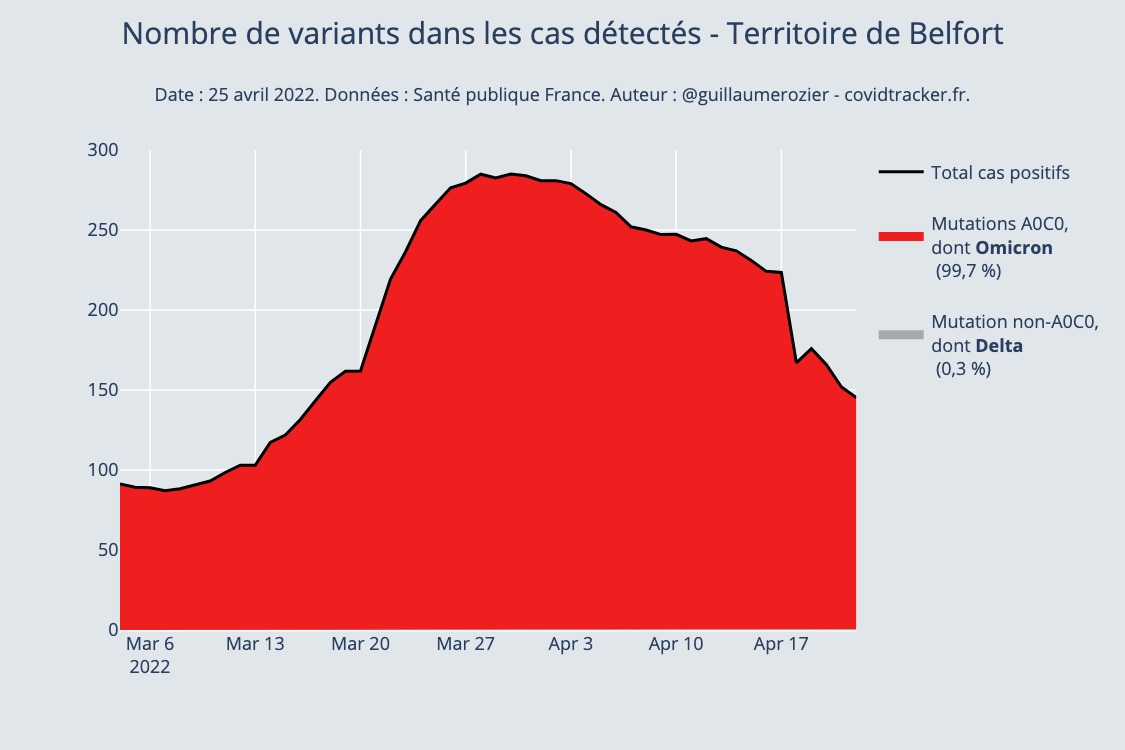 Nombre de variants dans les cas détectés - Territoire de Belfort
Date : 25 avril 2022. Données : Santé publique France. Auteur : @guillaumerozier - covidtracker.fr.
300
250
200
150
100
50
0
Mar 6
2022
Mar 13
Mar 20
Mar 27
Apr 3
Apr 10
Apr 17
Total cas positifs
Mutations A0C0,
dont Omicron
(99,7 %)
Mutation non-A0C0,
dont Delta
(0,3 %)